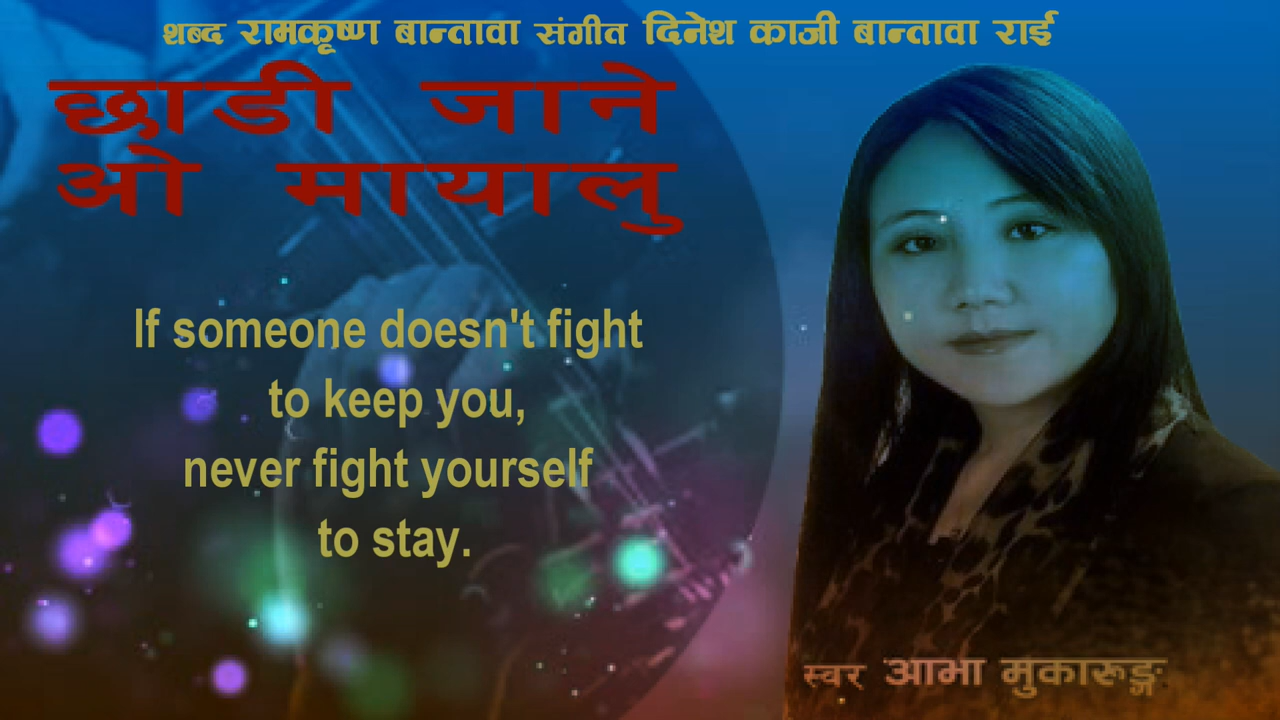 शब्द रामकृष्ण बान्तावा संगीत दिनेश काजी बान्तावा राई
छाडी जाने
ओ मायालु
If someone doesn't fight
to keep you,
never fight yourself
to stay.
स्वर आभा मुकारूङ्ग